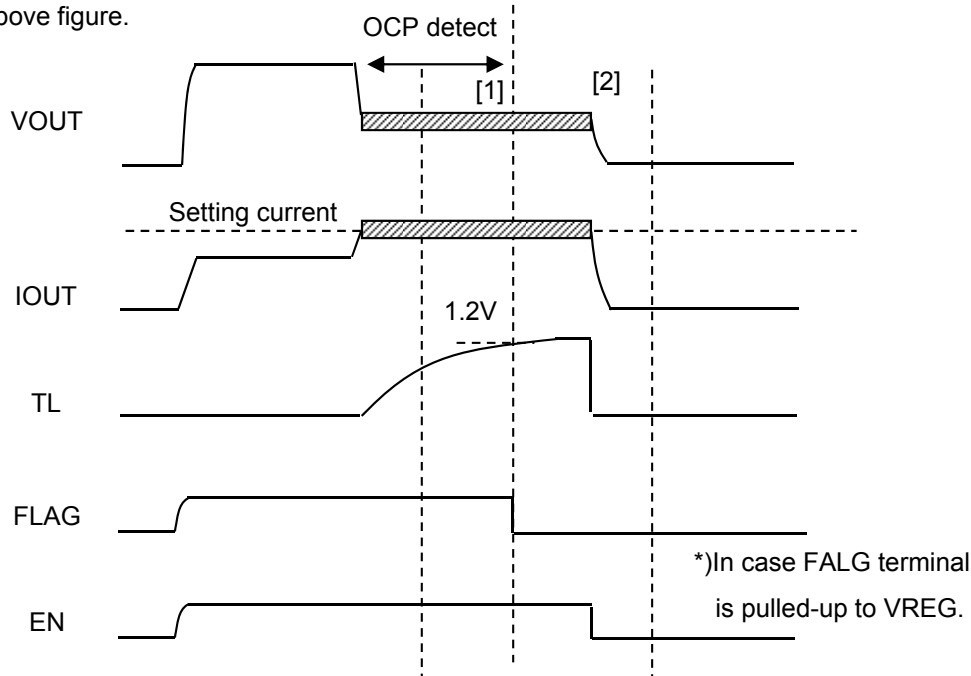 bove figure.
OCP detect
[1]
[2]
VOUT
Setting current
IOUT
1.2V
TL
FLAG
*)In case FALG terminal
is pulled-up to VREG.
EN